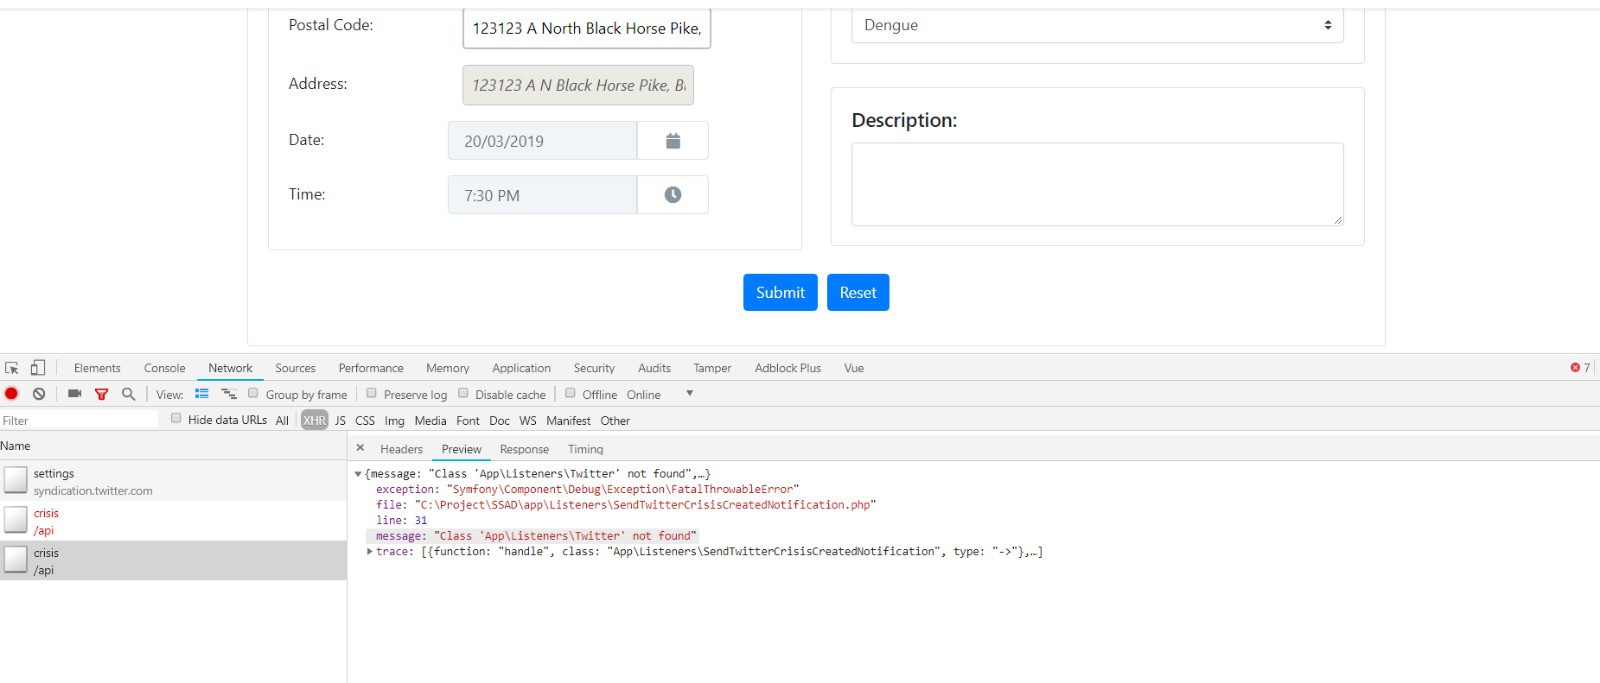 Postal Code:
123123 A North Black Horse Pike,
Dengue
Address:
123123 A N Black Horse Pike, B
Description:
Date:
20/03/2019
Time:
7:30 PM
Submit Reset
Elements Console Network Sources Performance Memory Application Security Audits Tamper Adblock Plus Vue 7
View: Group by frame Preserve log Disable cache Offline Online
Filter Hide data URLs All XHR JS CSS Img Media Font Doc WS Manifest Other
Name
Headers Preview Response Timing
settings
syndication.twitter.com
crisis
/api
crisis
/api
{message: "Class 'App\Listeners\Twitter' not found",…}
exception: "Symfony\Component\Debug\Exception\FatalThrowableError"
file: "C:\Project\SSAD\app\Listeners\SendTwitterCrisisCreatedNotification.php"
line: 31
message: "Class 'App\Listeners\Twitter' not found"
trace: [{function: "handle", class: "App\Listeners\SendTwitterCrisisCreatedNotification", type: "->"},…]